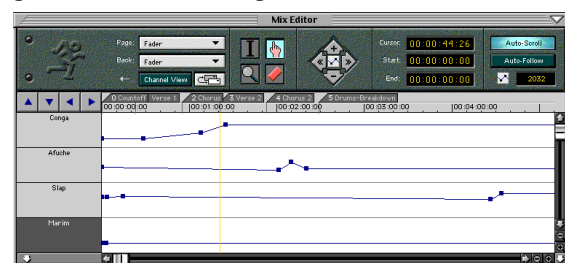 Mix Editor
Page: Fader
Cursor: 00:00:44:26
Auto-Scroll
Bank: Fader
Start: 00:00:00:00
Auto-Follow
Channel View
End: 00:00:00:00
2032
0 Countoff Verse 1 2 Chorus 3 Verse 2 4 Chorus 2 5 Drums-Breakdown
00:00:00:00 00:01:00:00 00:02:00:00 00:03:00:00 00:04:00:00
Conga
Afuche
Slap
Marim